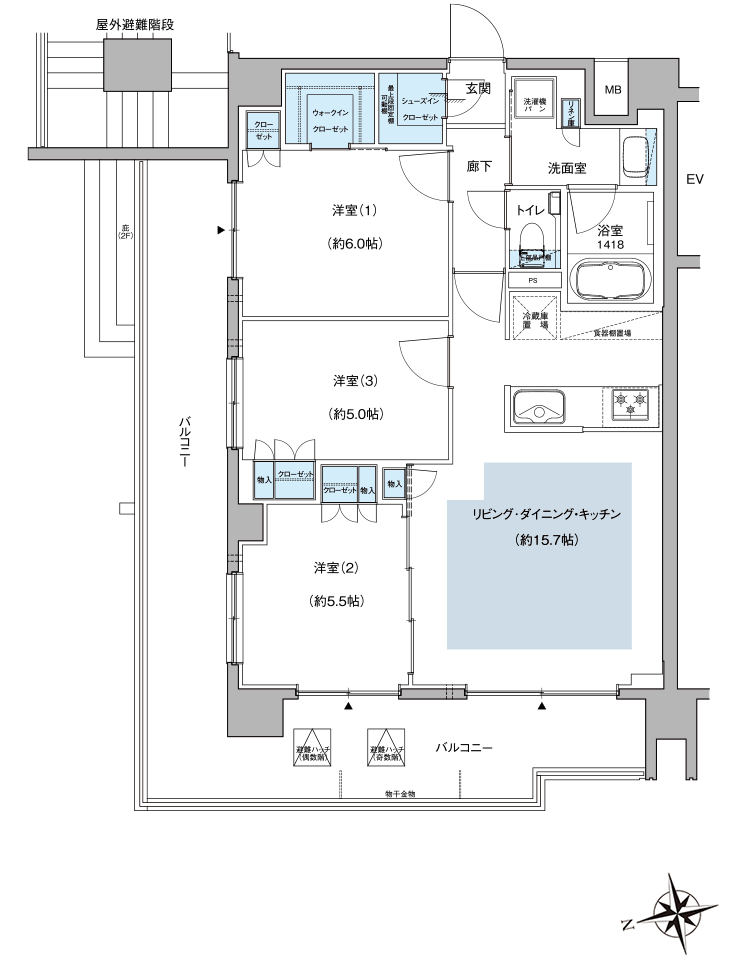 屋外避難階段
玄関
MB
洗濯機
パン
リネン庫
最上段固定棚
可動棚
シューズイン
クローゼット
ウォークイン
クローゼット
クロー
ゼット
廊下
洗面室
EV
洋室(1)
(約6.0帖)
トイレ
浴室
1418
庇
(2F)
PS
冷蔵庫
置場
食器棚置場
洋室(3)
(約5.0帖)
バルコニー
物入
クローゼット
クローゼット
物入
物入
リビング・ダイニング・キッチン
(約15.7帖)
洋室(2)
(約5.5帖)
避難ハッチ
(偶数階)
避難ハッチ
(奇数階)
バルコニー
物干金物
N